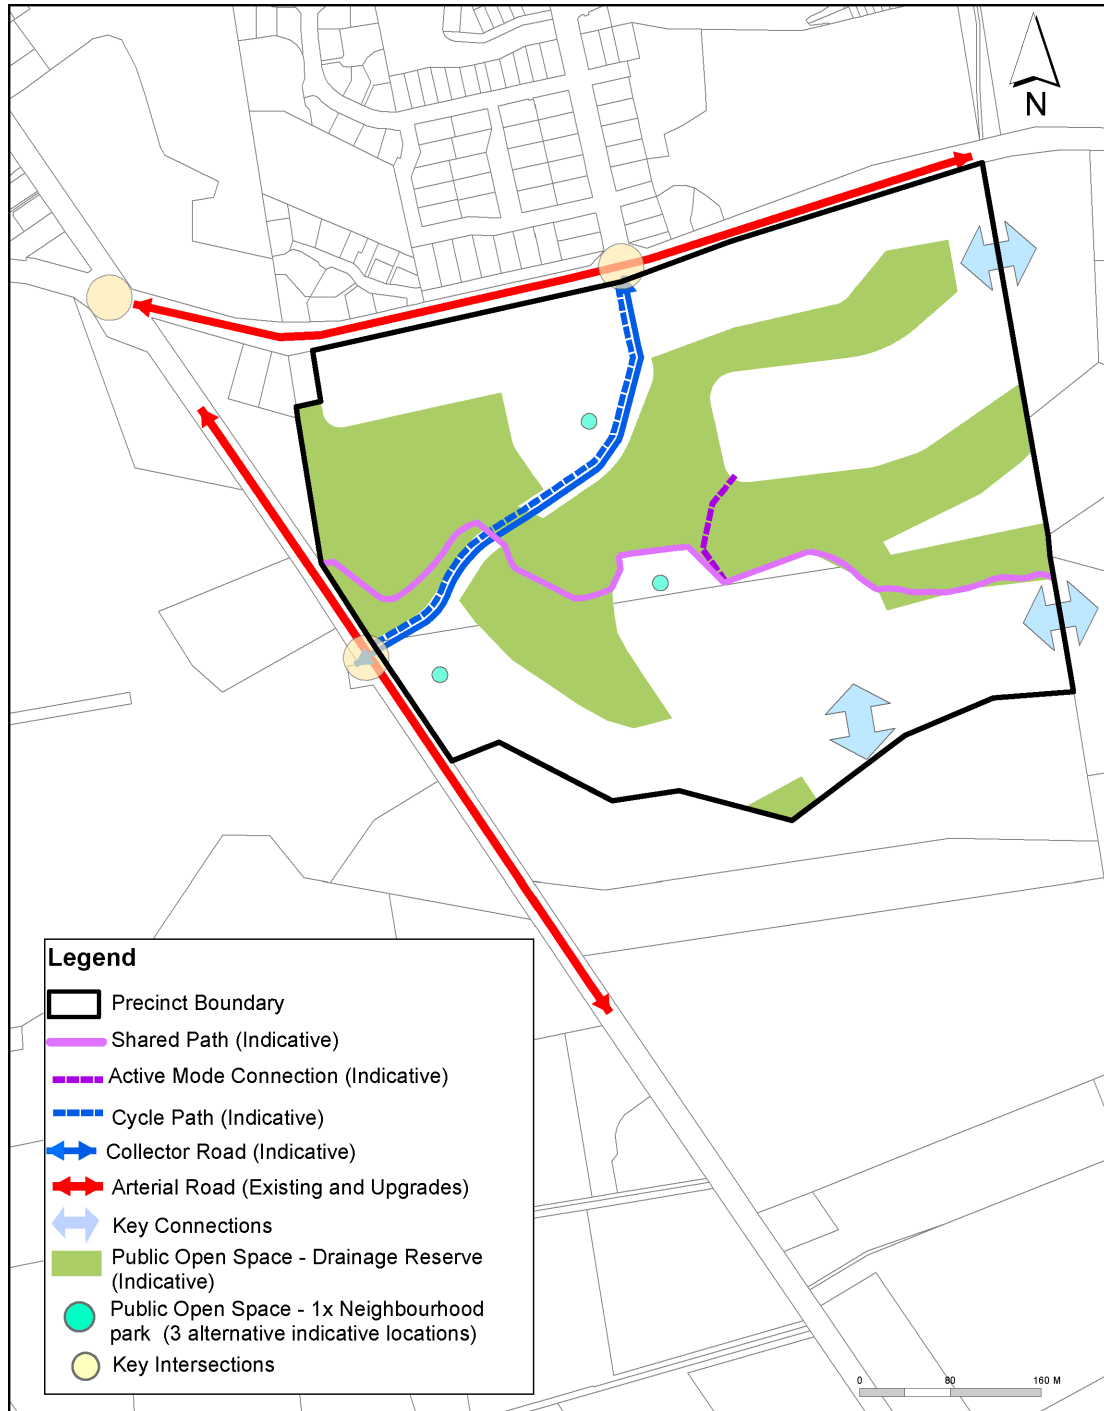 N
Legend
Precinct Boundary
Shared Path (Indicative)
Active Mode Connection (Indicative)
Cycle Path (Indicative)
Collector Road (Indicative)
Arterial Road (Existing and Upgrades)
Key Connections
Public Open Space - Drainage Reserve
(Indicative)
Public Open Space - 1x Neighbourhood
park (3 alternative indicative locations)
Key Intersections
0 80 160 M